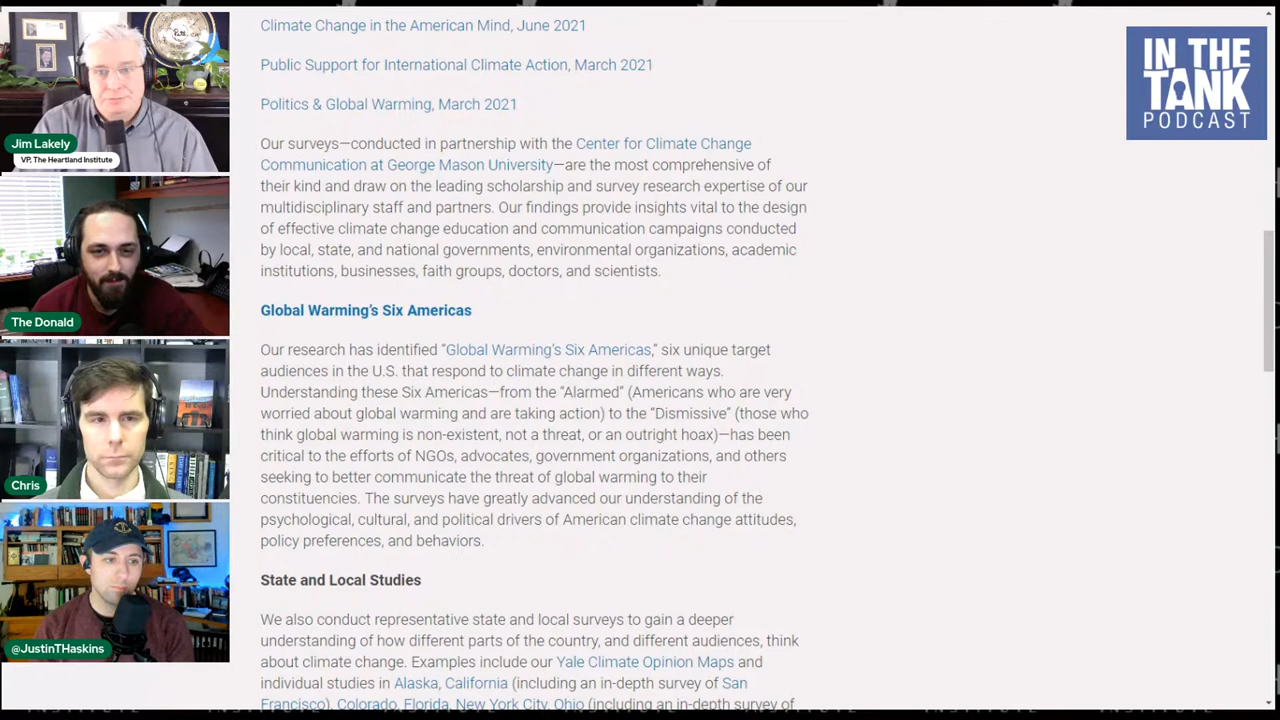 Climate Change in the American Mind, June 2021
Public Support for International Climate Action, March 2021
Politics & Global Warming, March 2021
Our surveys—conducted in partnership with the Center for Climate Change
Communication at George Mason University—are the most comprehensive of
their kind and draw on the leading scholarship and survey research expertise of our
multidisciplinary staff and partners. Our findings provide insights vital to the design
of effective climate change education and communication campaigns conducted
by local, state, and national governments, environmental organizations, academic
institutions, businesses, faith groups, doctors, and scientists.
Global Warming's Six Americas
Our research has identified “Global Warming's Six Americas,” six unique target
audiences in the U.S. that respond to climate change in different ways.
Understanding these Six Americas—from the “Alarmed” (Americans who are very
worried about global warming and are taking action) to the “Dismissive” (those who
think global warming is non-existent, not a threat, or an outright hoax)—has been
critical to the efforts of NGOs, advocates, government organizations, and others
seeking to better communicate the threat of global warming to their
constituencies. The surveys have greatly advanced our understanding of the
psychological, cultural, and political drivers of American climate change attitudes,
policy preferences, and behaviors.
State and Local Studies
We also conduct representative state and local surveys to gain a deeper
understanding of how different parts of the country, and different audiences, think
about climate change. Examples include our Yale Climate Opinion Maps and
individual studies in Alaska, California (including an in-depth survey of San
Francisco), Colorado, Florida, New York City, Ohio (including an in-depth survey of
Jim Lakely
VP, The Heartland Institute
The Donald
Chris
@JustinTHaskins
IN THE
TANK
PODCAST